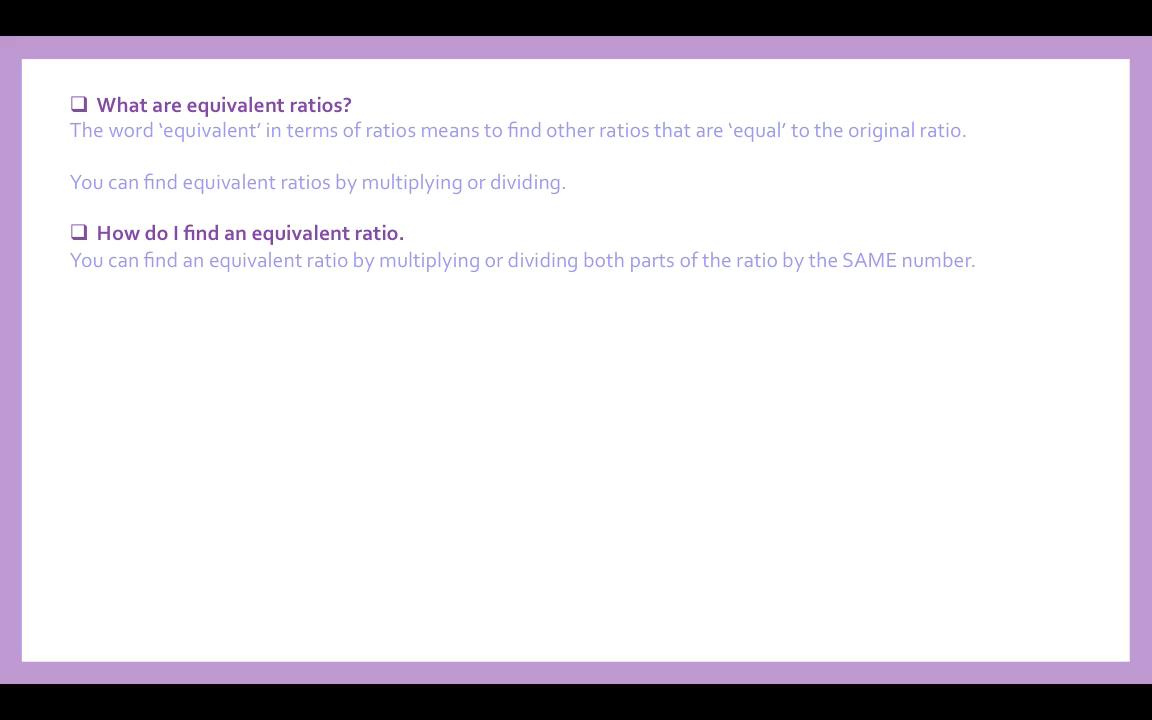 ❑ What are equivalent ratios?
The word ‘equivalent’ in terms of ratios means to find other ratios that are ‘equal’ to the original ratio.
You can find equivalent ratios by multiplying or dividing.
❑ How do I find an equivalent ratio.
You can find an equivalent ratio by multiplying or dividing both parts of the ratio by the SAME number.